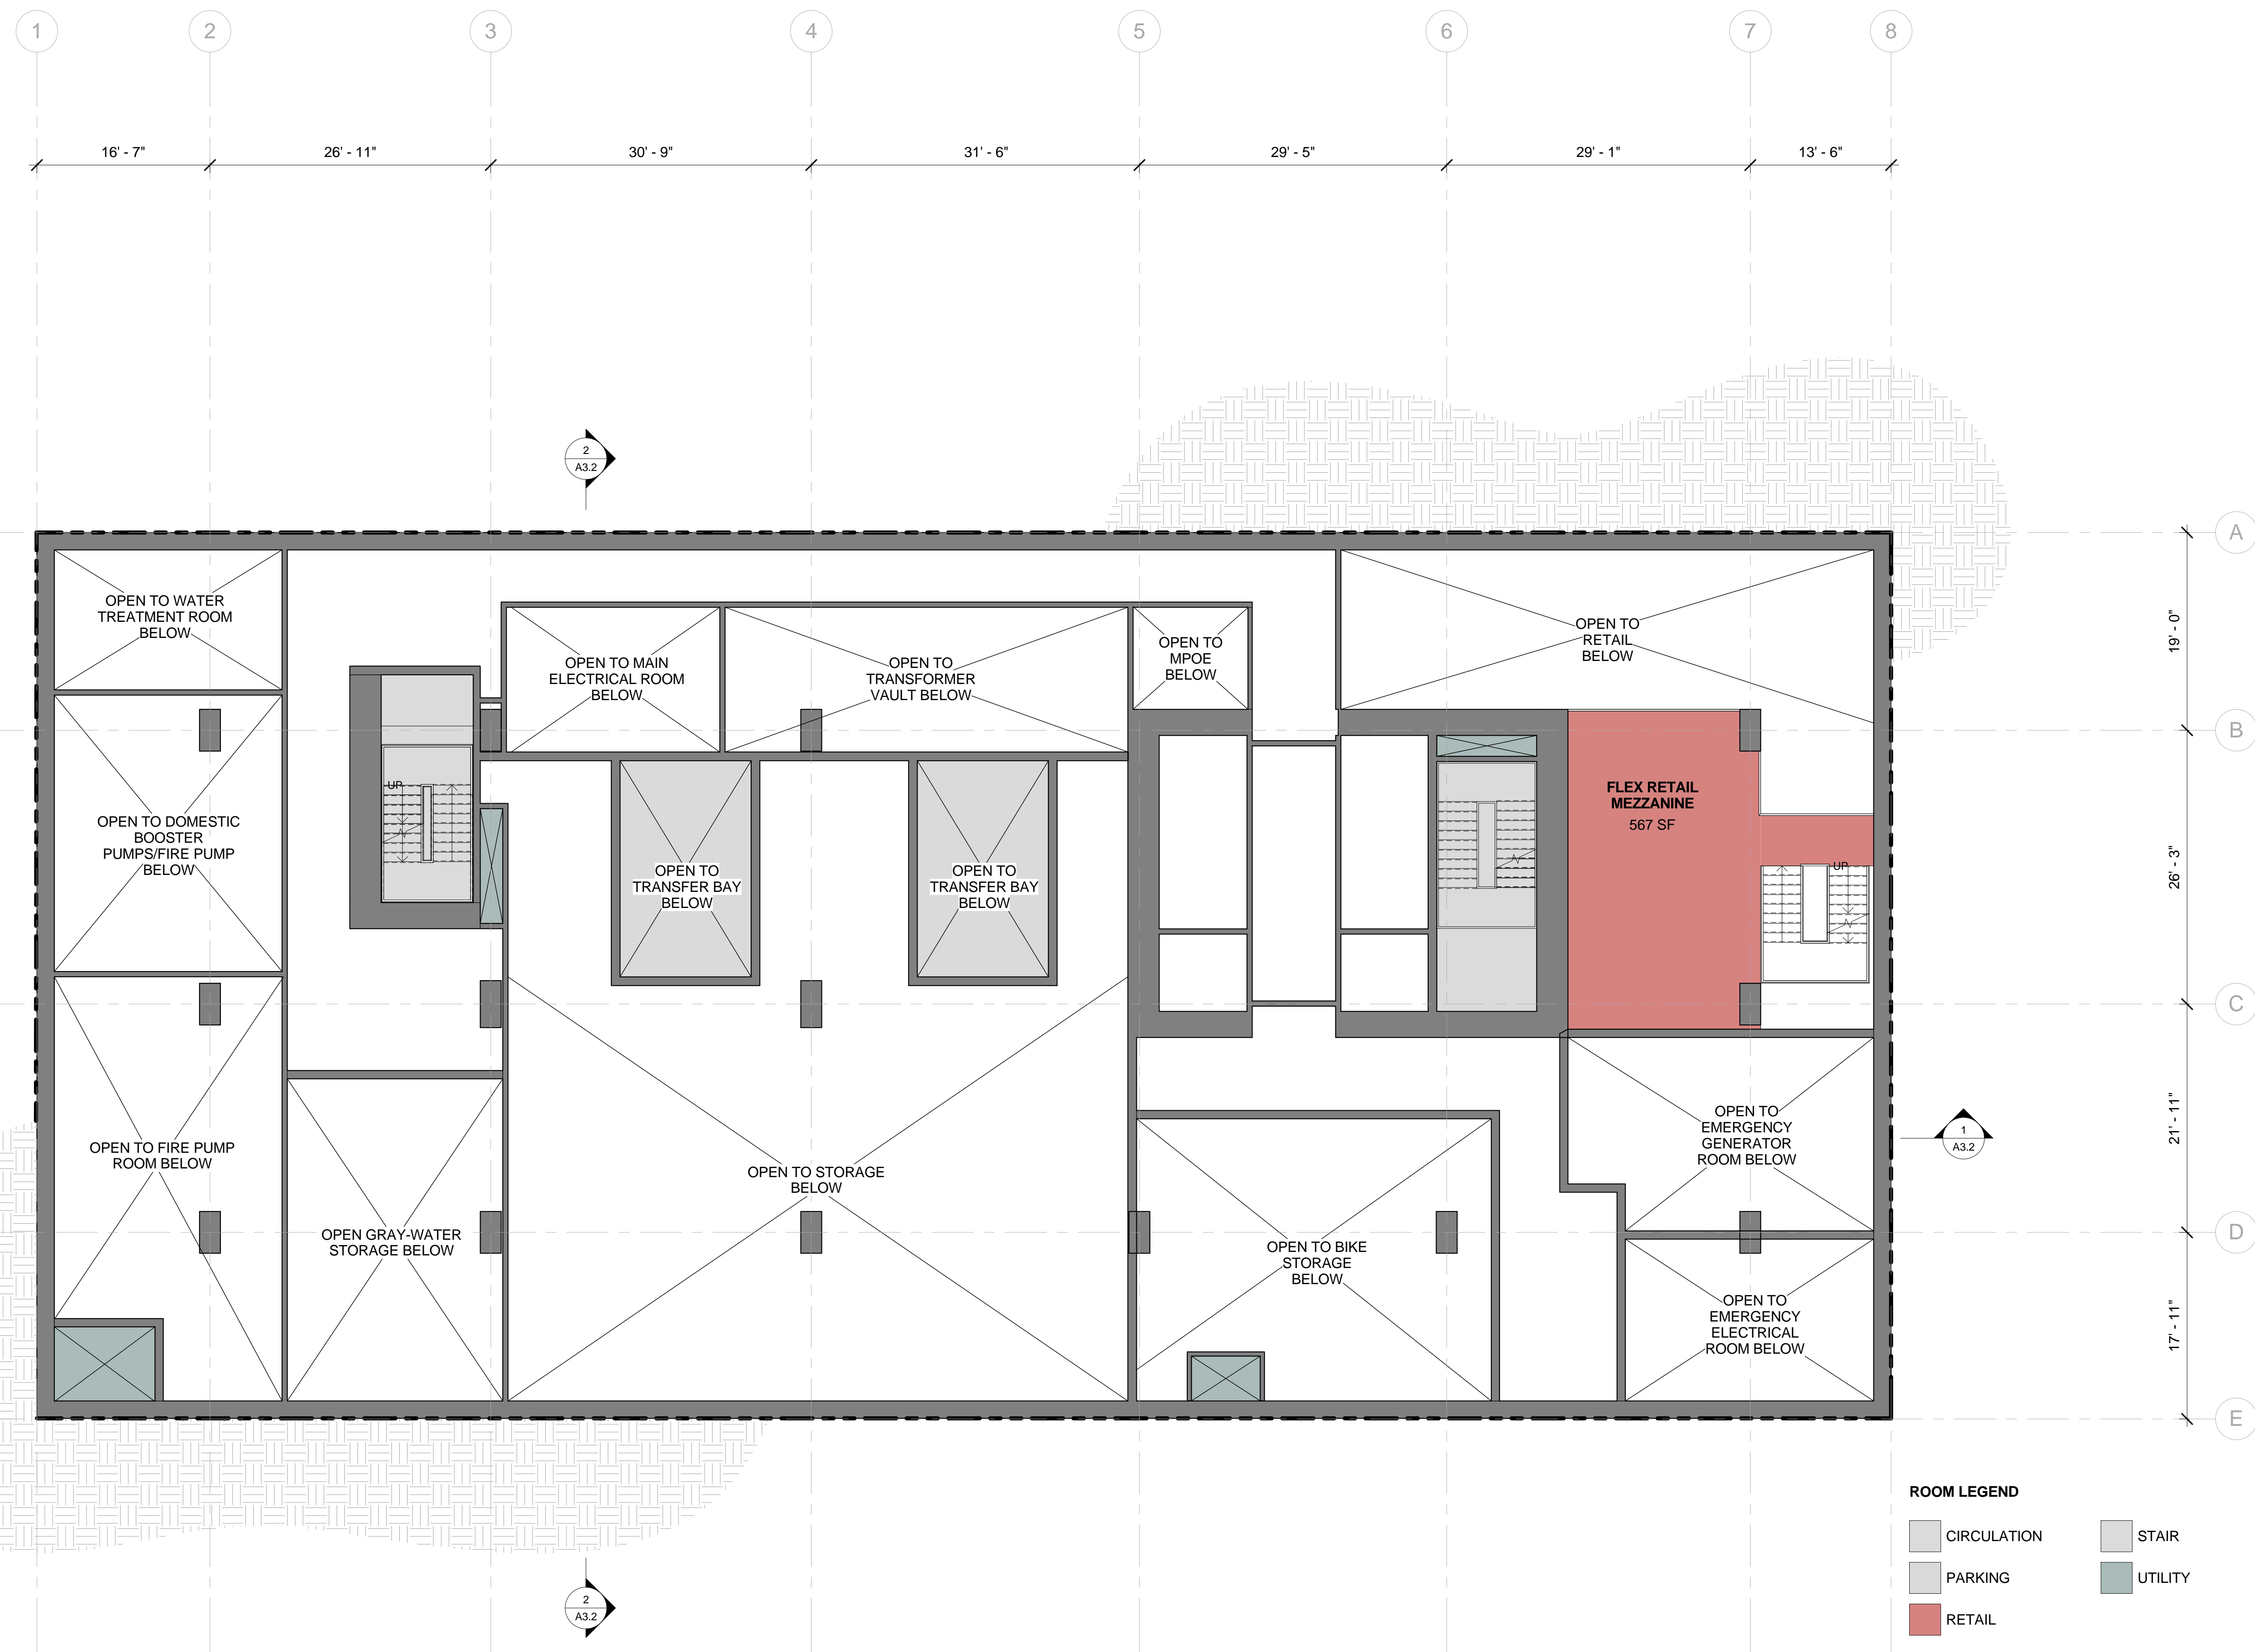 1 2 3 4 5 6 7 8
16' - 7" 26' - 11" 30' - 9" 31' - 6" 29' - 5" 29' - 1" 13' - 6"
2
A3.2
A
19' - 0"
B
26' - 3"
C
21' - 11"
D
17' - 11"
E
OPEN TO WATER
TREATMENT ROOM
BELOW
OPEN TO MAIN
ELECTRICAL ROOM
BELOW
OPEN TO
TRANSFORMER
VAULT BELOW
OPEN TO
MPOE
BELOW
OPEN TO
RETAIL
BELOW
UP
OPEN TO DOMESTIC
BOOSTER
PUMPS/FIRE PUMP
BELOW
OPEN TO
TRANSFER BAY
BELOW
OPEN TO
TRANSFER BAY
BELOW
FLEX RETAIL
MEZZANINE
567 SF
UP
OPEN TO FIRE PUMP
ROOM BELOW
OPEN GRAY-WATER
STORAGE BELOW
OPEN TO STORAGE
BELOW
OPEN TO BIKE
STORAGE
BELOW
OPEN TO
EMERGENCY
GENERATOR
ROOM BELOW
1
A3.2
OPEN TO
EMERGENCY
ELECTRICAL
ROOM BELOW
2
A3.2
ROOM LEGEND
CIRCULATION
PARKING
RETAIL
STAIR
UTILITY